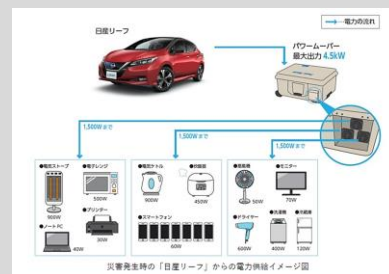 電力の流れ
日産リーフ
パワームーバー
最大出力 4.5kW
1,500Wまで
1,500Wまで
1,500Wまで
●電気ストーブ
●電子レンジ
900W
500W
●ノートPC
●プリンター
40W
30W
●電気ケトル
●炊飯器
900W
450W
●スマートフォン
60W
●扇風機
●モニター
50W
70W
●ドライヤー
●洗濯機
●冷蔵庫
600W
400W
120W
災害発生時の「日産リーフ」からの電力供給イメージ図